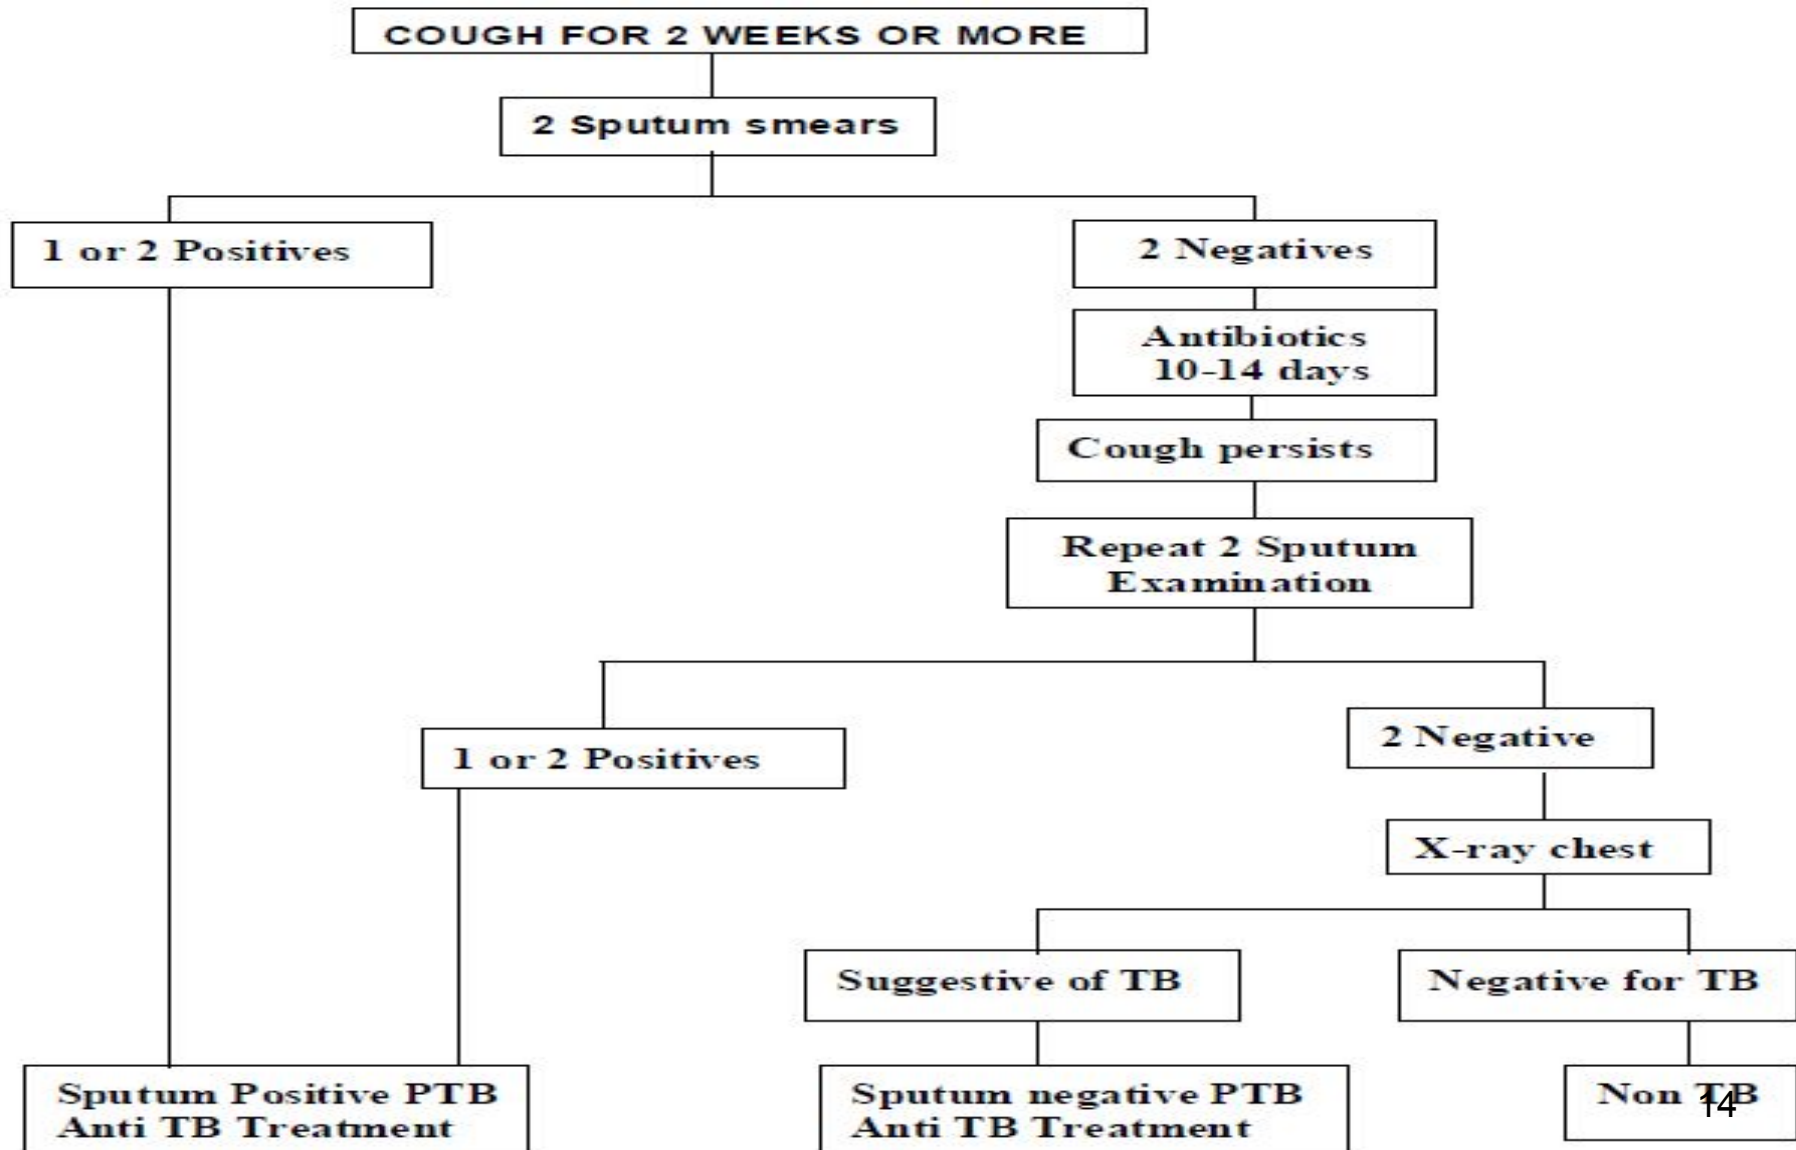 COUGH FOR 2 WEEKS OR MORE
2 Sputum smears
1 or 2 Positives
2 Negatives
Antibiotics
10-14 days
Cough persists
Repeat 2 Sputum
Examination
1 or 2 Positives
2 Negative
X-ray chest
Suggestive of TB
Negative for TB
Sputum Positive PTB
Anti TB Treatment
Sputum negative PTB
Anti TB Treatment
Non TB
14